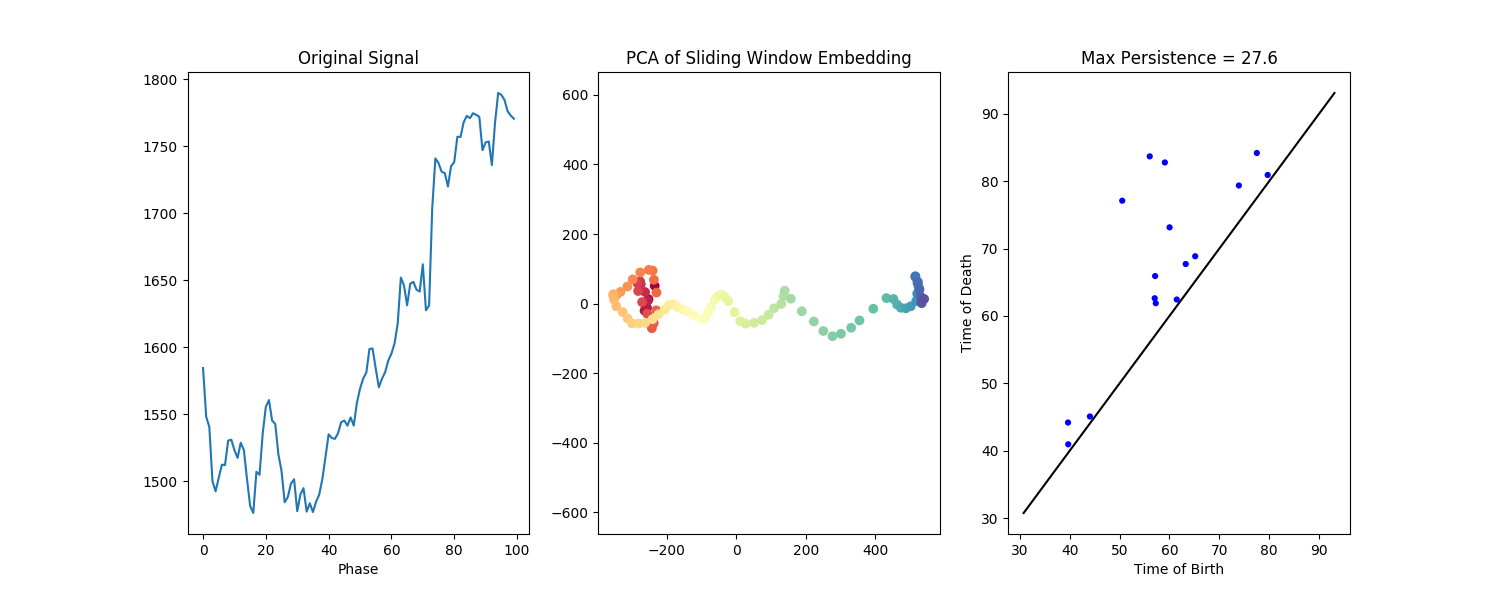 Original Signal
1800
1750
1700
1650
1600
1550
1500
0 20 40 60 80 100
Phase
PCA of Sliding Window Embedding
600
400
200
0
−200
−400
−600
−200 0 200 400
Max Persistence = 27.6
Time of Death
90
80
70
60
50
40
30
30 40 50 60 70 80 90
Time of Birth